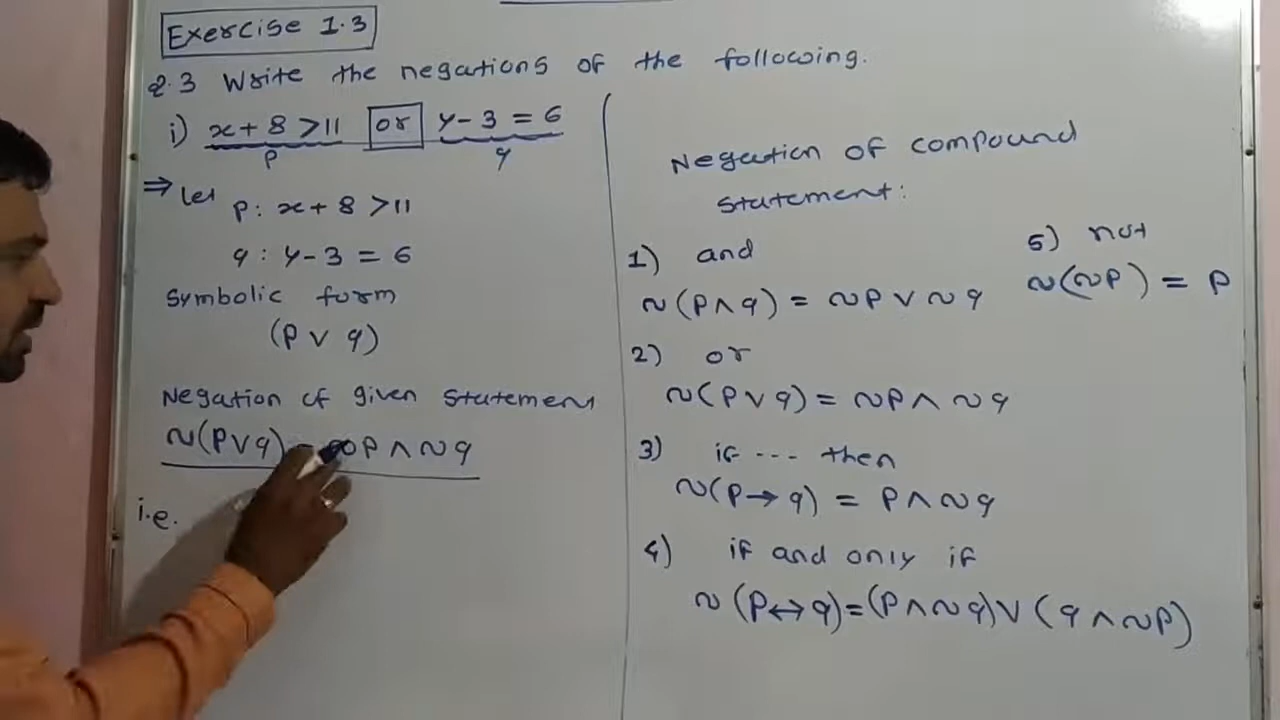 Exercise 1.3
Q.3 Write the negations of the following.
i) x + 8 > 11 or y - 3 = 6
p q
⇒ Let
p : x + 8 > 11
q : y - 3 = 6
Symbolic form
(p ∨ q)
Negation of given statement
~(p ∨ q) = ~p ∧ ~q
i.e.
Negation of compound
statement:
1) and
~(p ∧ q) = ~p ∨ ~q
2) or
~(p ∨ q) = ~p ∧ ~q
3) if --- then
~(p → q) = p ∧ ~q
4) if and only if
~(p ↔ q) = (p ∧ ~q) ∨ (q ∧ ~p)
5) not
~(~p) = p